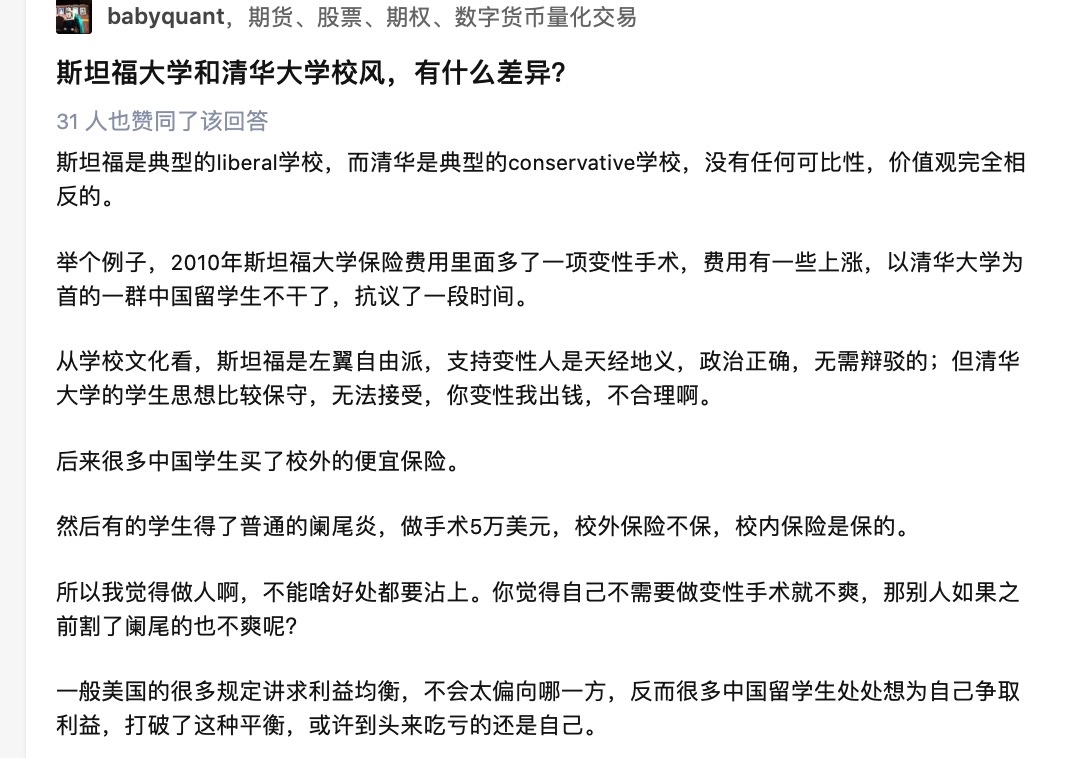 babyquant，期货、股票、期权、数字货币量化交易
斯坦福大学和清华大学校风，有什么差异？
31 人也赞同了该回答
斯坦福是典型的liberal学校，而清华是典型的conservative学校，没有任何可比性，价值观完全相
反的。
举个例子，2010年斯坦福大学保险费用里面多了一项变性手术，费用有一些上涨，以清华大学为
首的一群中国留学生不干了，抗议了一段时间。
从学校文化看，斯坦福是左翼自由派，支持变性人是天经地义，政治正确，无需辩驳的；但清华
大学的学生思想比较保守，无法接受，你变性我出钱，不合理啊。
后来很多中国学生买了校外的便宜保险。
然后有的学生得了普通的阑尾炎，做手术5万美元，校外保险不保，校内保险是保的。
所以我觉得做人啊，不能啥好处都要沾上。你觉得自己不需要做变性手术就不爽，那别人如果之
前割了阑尾的也不爽呢？
一般美国的很多规定讲求利益均衡，不会太偏向哪一方，反而很多中国留学生处处想为自己争取
利益，打破了这种平衡，或许到头来吃亏的还是自己。